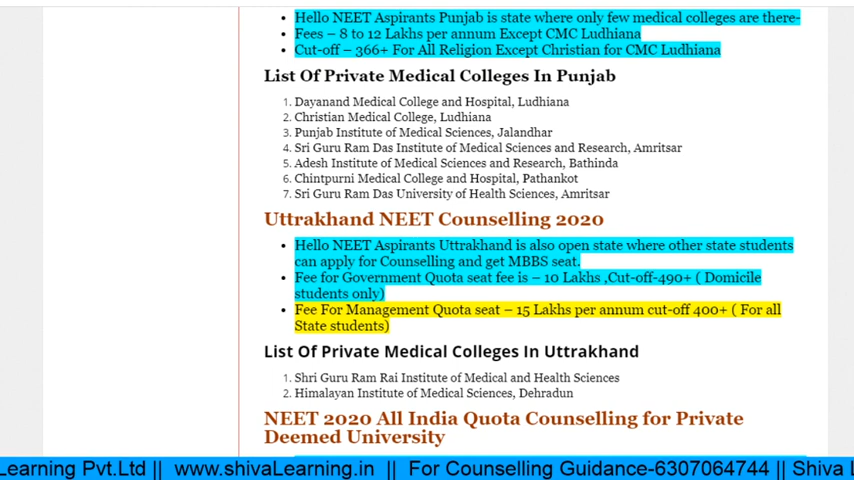 • Hello NEET Aspirants Punjab is state where only few medical colleges are there-
• Fees – 8 to 12 Lakhs per annum Except CMC Ludhiana
• Cut-off – 366+ For All Religion Except Christian for CMC Ludhiana
List Of Private Medical Colleges In Punjab
1. Dayanand Medical College and Hospital, Ludhiana
2. Christian Medical College, Ludhiana
3. Punjab Institute of Medical Sciences, Jalandhar
4. Sri Guru Ram Das Institute of Medical Sciences and Research, Amritsar
5. Adesh Institute of Medical Sciences and Research, Bathinda
6. Chintpurni Medical College and Hospital, Pathankot
7. Sri Guru Ram Das University of Health Sciences, Amritsar
Uttrakhand NEET Counselling 2020
• Hello NEET Aspirants Uttrakhand is also open state where other state students
can apply for Counselling and get MBBS seat.
• Fee for Government Quota seat fee is – 10 Lakhs ,Cut-off-490+ ( Domicile
students only)
• Fee For Management Quota seat – 15 Lakhs per annum cut-off 400+ ( For all
State students)
List Of Private Medical Colleges In Uttrakhand
1. Shri Guru Ram Rai Institute of Medical and Health Sciences
2. Himalayan Institute of Medical Sciences, Dehradun
NEET 2020 All India Quota Counselling for Private
Deemed University
Learning Pvt.Ltd || www.shivaLearning.in || For Counselling Guidance-6307064744 || Shiva L